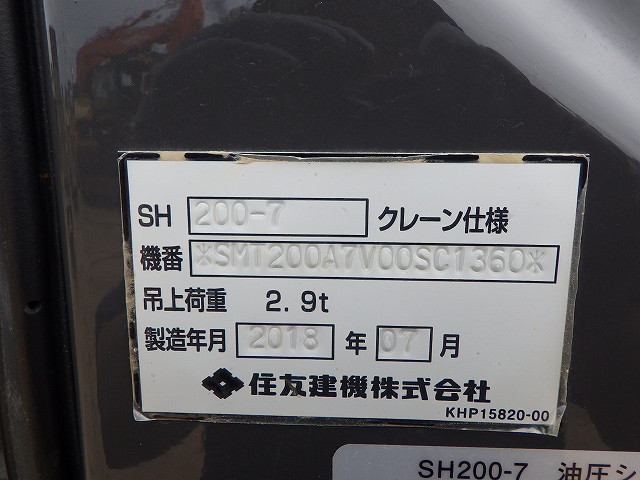 SH 200-7 クレーン仕様
機番 *SMT200A7V00SC1360*
吊上荷重 2.9t
製造年月 2018 年 07 月
住友建機株式会社
KHP15820-00
SH200-7 油圧シ